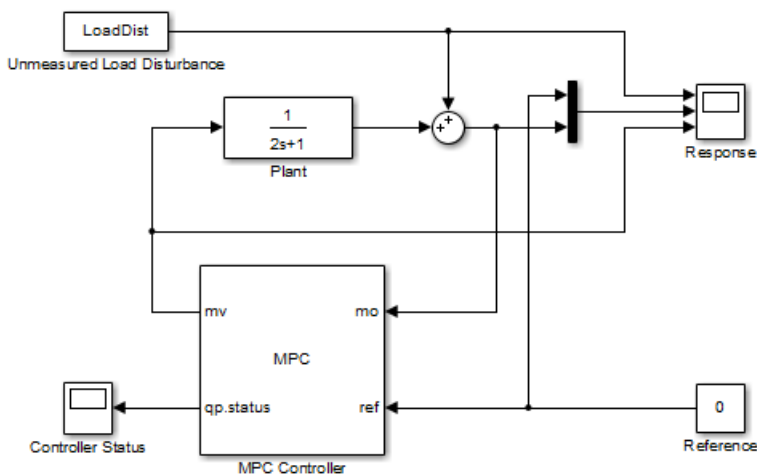 LoadDist
Unmeasured Load Disturbance
1
2s+1
Plant
+
+
Response
mv
mo
MPC
qp.status
ref
0
Controller Status
Reference
MPC Controller